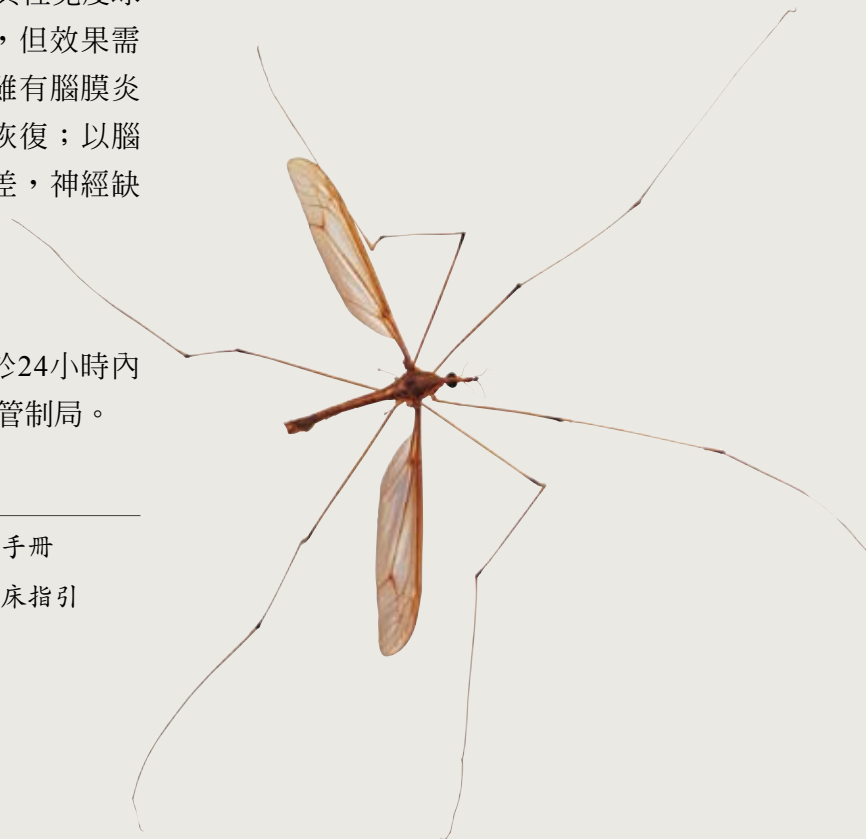 ，但效果需
有腦膜炎
恢復；以腦
差，神經缺
於24小時內
管制局。
手冊
床指引